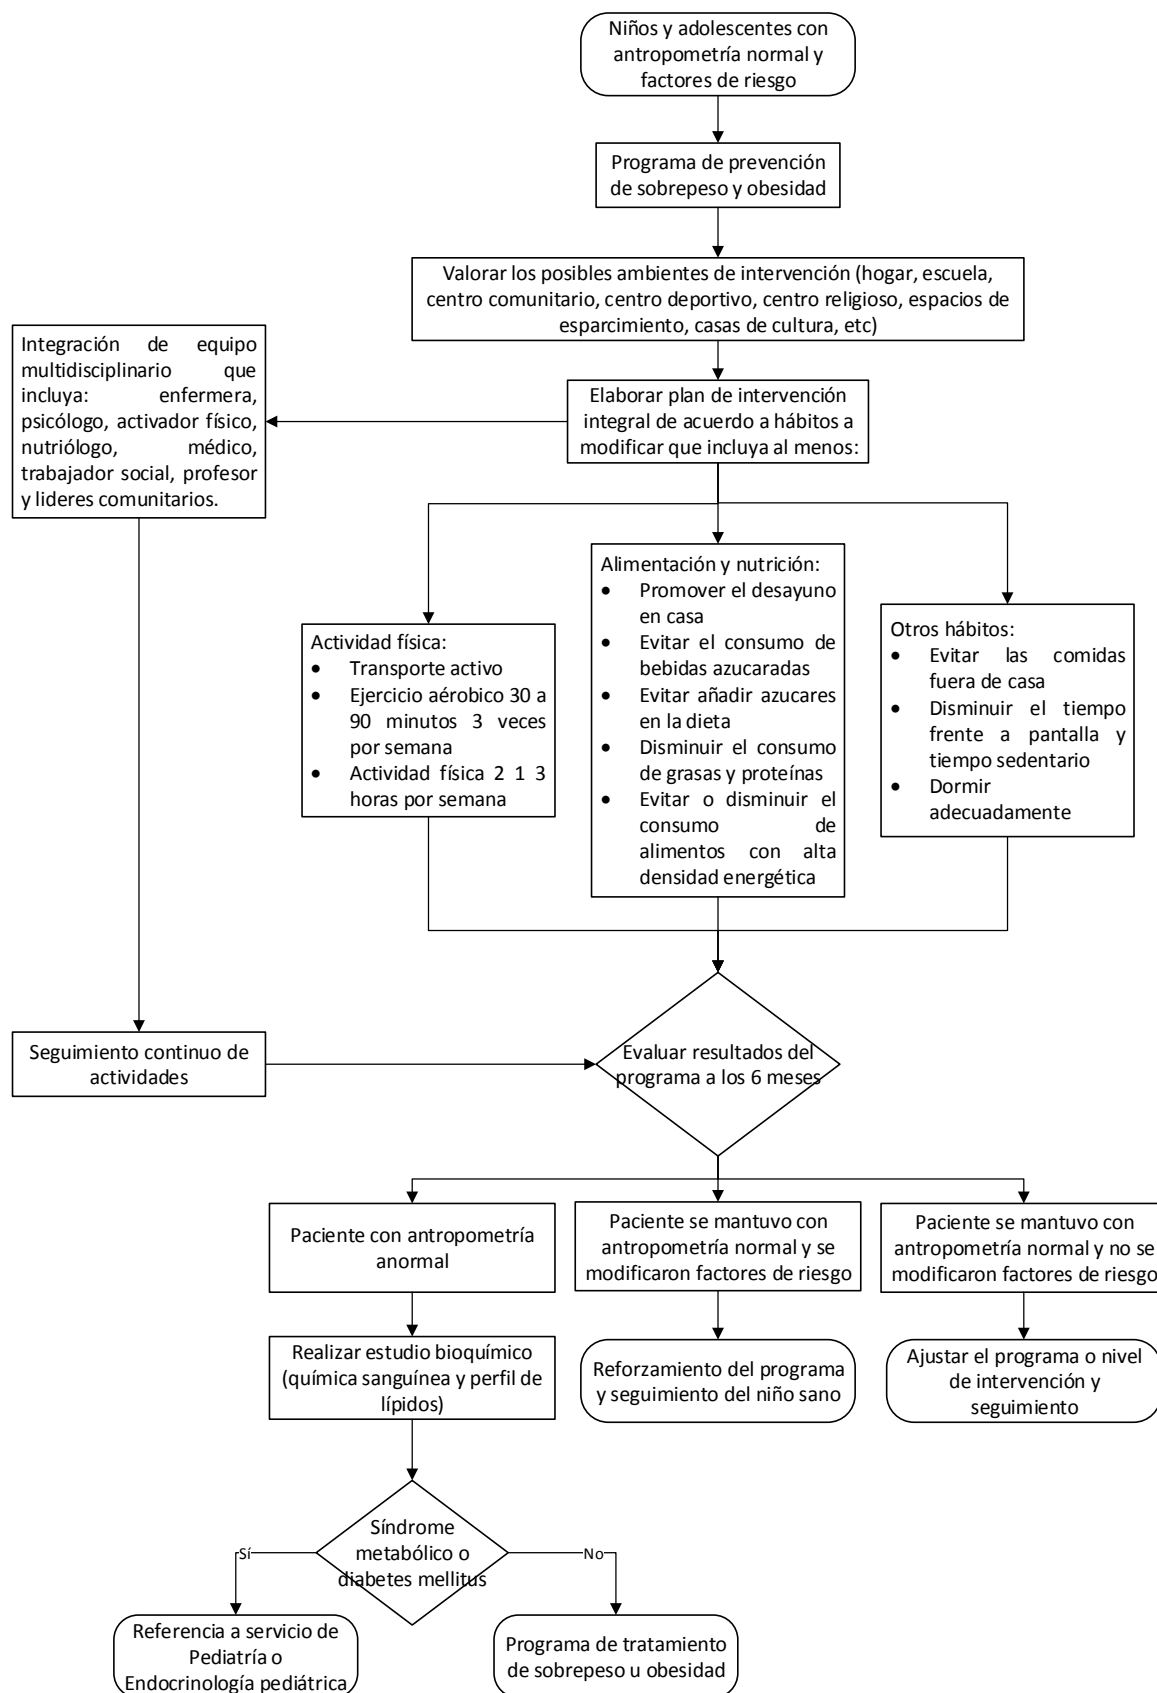 Niños y adolescentes con
antropometría normal y
factores de riesgo
Programa de prevención
de sobrepeso y obesidad
Valorar los posibles ambientes de intervención (hogar, escuela,
centro comunitario, centro deportivo, centro religioso, espacios de
esparcimiento, casas de cultura, etc)
Integración de equipo
multidisciplinario que
incluya: enfermera,
psicólogo, activador físico,
nutriólogo, médico,
trabajador social, profesor
y lideres comunitarios.
Elaborar plan de intervención
integral de acuerdo a hábitos a
modificar que incluya al menos:
Actividad física:
• Transporte activo
• Ejercicio aérobico 30 a
90 minutos 3 veces
por semana
• Actividad física 2 1 3
horas por semana
Alimentación y nutrición:
• Promover el desayuno
en casa
• Evitar el consumo de
bebidas azucaradas
• Evitar añadir azucares
en la dieta
• Disminuir el consumo
de grasas y proteínas
• Evitar o disminuir el
consumo de
alimentos con alta
densidad energética
Otros hábitos:
• Evitar las comidas
fuera de casa
• Disminuir el tiempo
frente a pantalla y
tiempo sedentario
• Dormir
adecuadamente
Seguimiento continuo de
actividades
Evaluar resultados del
programa a los 6 meses
Paciente con antropometría
anormal
Paciente se mantuvo con
antropometría normal y se
modificaron factores de riesgo
Paciente se mantuvo con
antropometría normal y no se
modificaron factores de riesgo
Realizar estudio bioquímico
(química sanguínea y perfil de
lípidos)
Reforzamiento del programa
y seguimiento del niño sano
Ajustar el programa o nivel
de intervención y
seguimiento
Síndrome
metabólico o
diabetes mellitus
Sí
No
Referencia a servicio de
Pediatría o
Endocrinología pediátrica
Programa de tratamiento
de sobrepeso u obesidad